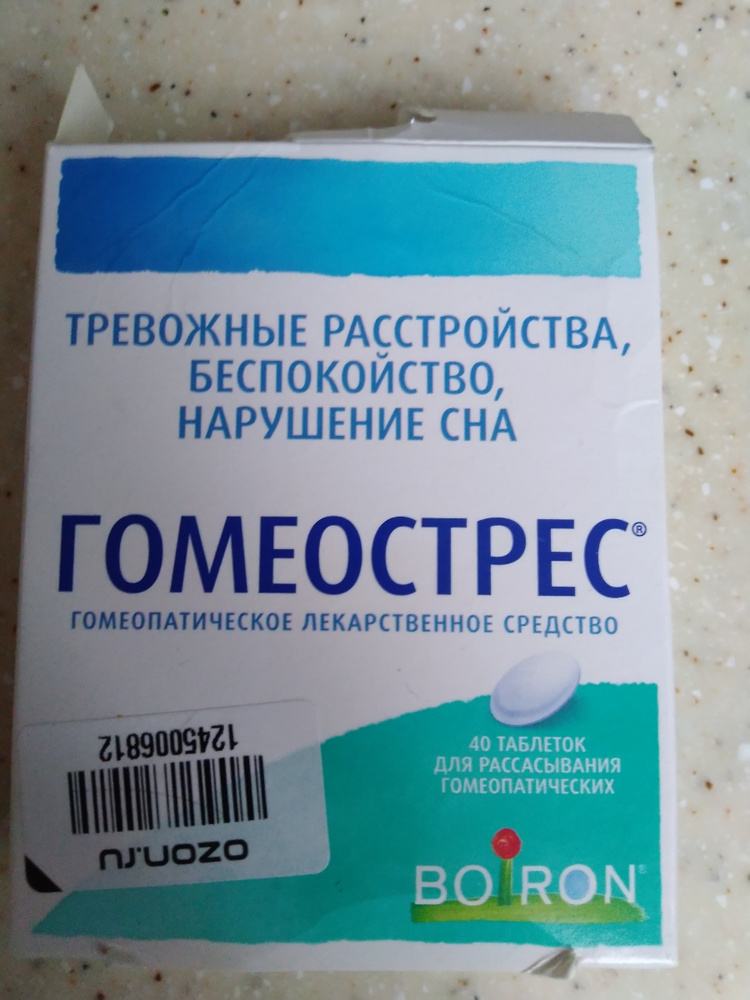 ТРЕВОЖНЫЕ РАССТРОЙСТВА,
БЕСПОКОЙСТВО,
НАРУШЕНИЕ СНА
ГОМЕОСТРЕС®
ГОМЕОПАТИЧЕСКОЕ ЛЕКАРСТВЕННОЕ СРЕДСТВО
40 ТАБЛЕТОК
ДЛЯ РАССАСЫВАНИЯ
ГОМЕОПАТИЧЕСКИХ
BOIRON®
ozon.ru
1245006812